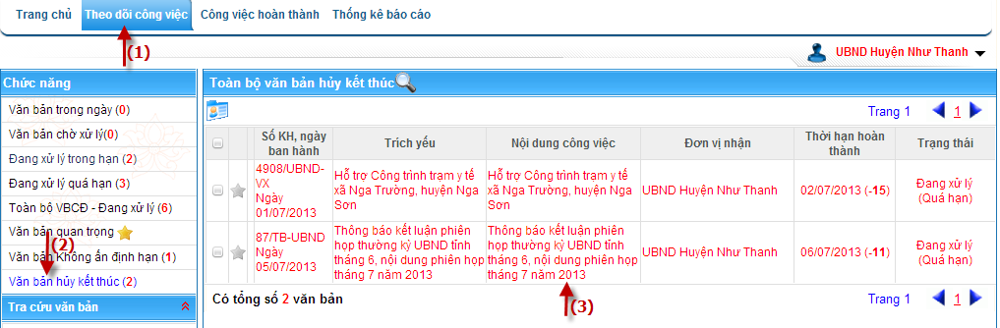 Trang chủ Theo dõi công việc Công việc hoàn thành Thống kê báo cáo
(1)
UBND Huyện Như Thanh
Chức năng
Văn bản trong ngày (0)
Văn bản chờ xử lý(0)
Đang xử lý trong hạn (2)
Đang xử lý quá hạn (3)
Toàn bộ VBCĐ - Đang xử lý (6)
Văn bản quan trọng
(2)
Văn bản Không ấn định hạn (1)
Văn bản hủy kết thúc (2)
Tra cứu văn bản
Toàn bộ văn bản hủy kết thúc
Trang 1 1
Số KH, ngày ban hành Trích yếu Nội dung công việc Đơn vị nhận Thời hạn hoàn thành Trạng thái
4908/UBND-
VX
Ngày
01/07/2013
Hỗ trợ Công trình trạm y tế
xã Nga Trường, huyện Nga
Sơn
Hỗ trợ Công trình trạm y tế
xã Nga Trường, huyện Nga
Sơn
UBND Huyện Như Thanh
02/07/2013 (-15)
Đang xử lý
(Quá hạn)
87/TB-UBND
Ngày
05/07/2013
Thông báo kết luận phiên
họp thường kỳ UBND tỉnh
tháng 6, nội dung phiên họp
tháng 7 năm 2013
Thông báo kết luận phiên
họp thường kỳ UBND tỉnh
tháng 6, nội dung phiên họp
tháng 7 năm 2013
UBND Huyện Như Thanh
06/07/2013 (-11)
Đang xử lý
(Quá hạn)
Có tổng số 2 văn bản
(3)
Trang 1 1